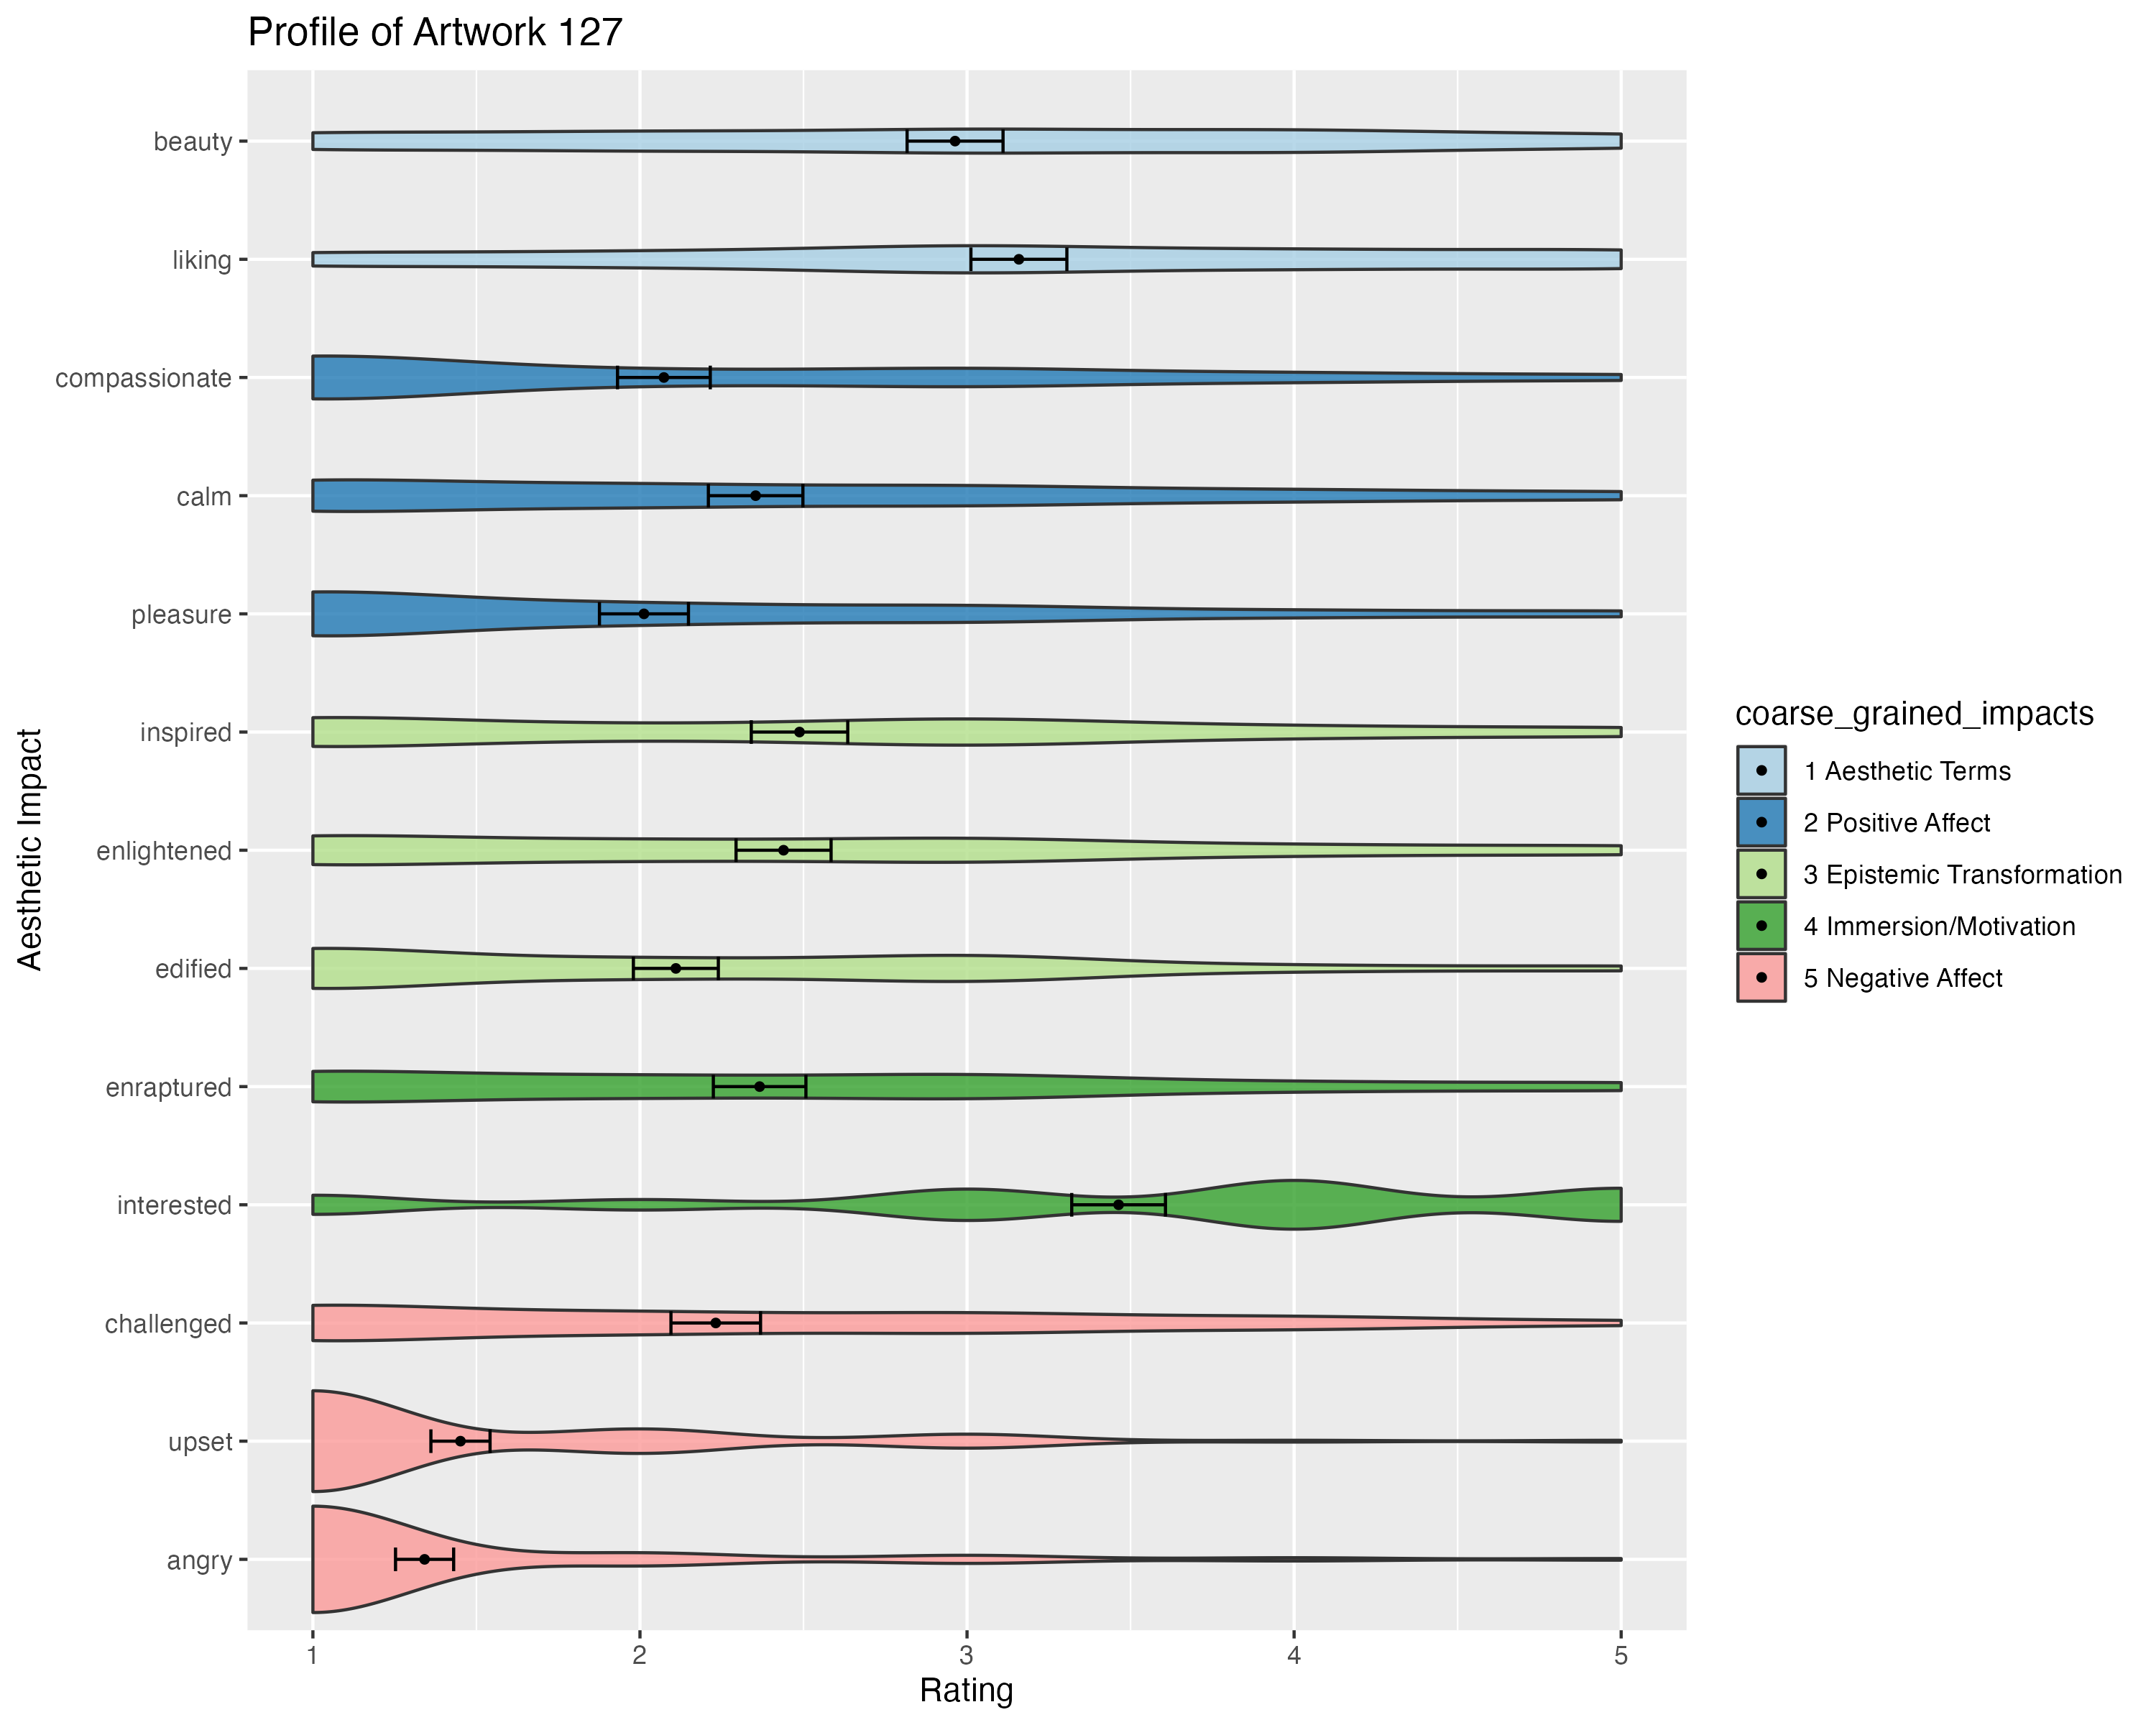 Profile of Artwork 127
beauty
liking
compassionate
calm
pleasure
inspired
enlightened
edified
enraptured
interested
challenged
upset
angry
Aesthetic Impact
1 2 3 4 5
Rating
coarse_grained_impacts
1 Aesthetic Terms
2 Positive Affect
3 Epistemic Transformation
4 Immersion/Motivation
5 Negative Affect